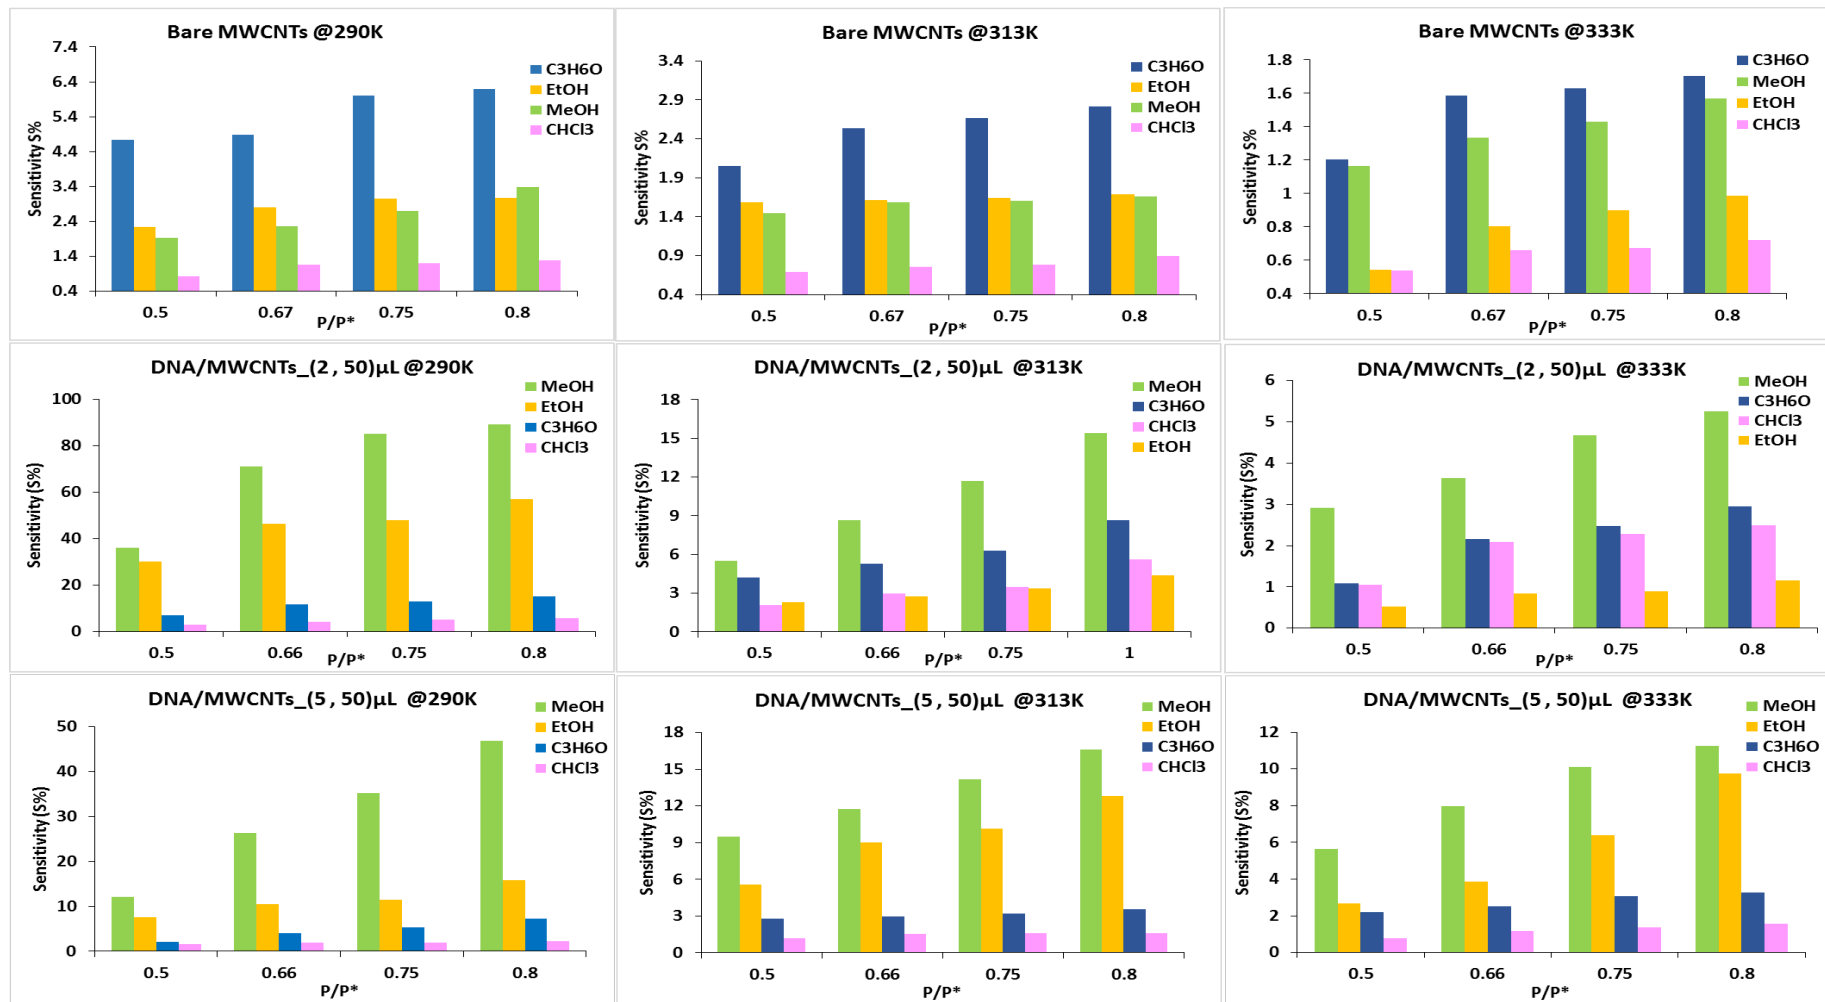 Bare MWCNTs @290K
7.4
6.4
5.4
4.4
3.4
2.4
1.4
0.4
Sensitivity S%
C3H6O
EtOH
MeOH
CHCl3
0.5 0.67 0.75 0.8
P/P*
Bare MWCNTs @313K
3.4
2.9
2.4
1.9
1.4
0.9
0.4
Sensitivity S%
C3H6O
EtOH
MeOH
CHCl3
0.5 0.67 0.75 0.8
P/P*
Bare MWCNTs @333K
1.8
1.6
1.4
1.2
1
0.8
0.6
0.4
Sensitivity S%
C3H6O
MeOH
EtOH
CHCl3
0.5 0.67 0.75 0.8
P/P*
DNA/MWCNTs_(2 , 50)µL @290K
100
80
60
40
20
0
Sensitivity (S%)
MeOH
EtOH
C3H6O
CHCl3
0.5 0.66 0.75 0.8
P/P*
DNA/MWCNTs_(2 , 50)µL @313K
18
15
12
9
6
3
0
Sensitivity (S%)
MeOH
C3H6O
CHCl3
EtOH
0.5 0.66 0.75 1
P/P*
DNA/MWCNTs_(2 , 50)µL @333K
6
5
4
3
2
1
0
Sensitivity (S%)
MeOH
C3H6O
CHCl3
EtOH
0.5 0.66 0.75 0.8
P/P*
DNA/MWCNTs_(5 , 50)µL @290K
50
40
30
20
10
0
Sensitivity (S%)
MeOH
EtOH
C3H6O
CHCl3
0.5 0.66 0.75 0.8
P/P*
DNA/MWCNTs_(5 , 50)µL @313K
18
15
12
9
6
3
0
Sensitivity (S%)
MeOH
EtOH
C3H6O
CHCl3
0.5 0.66 0.75 0.8
P/P*
DNA/MWCNTs_(5 , 50)µL @333K
12
10
8
6
4
2
0
Sensitivity (S%)
MeOH
EtOH
C3H6O
CHCl3
0.5 0.66 0.75 0.8
P/P*